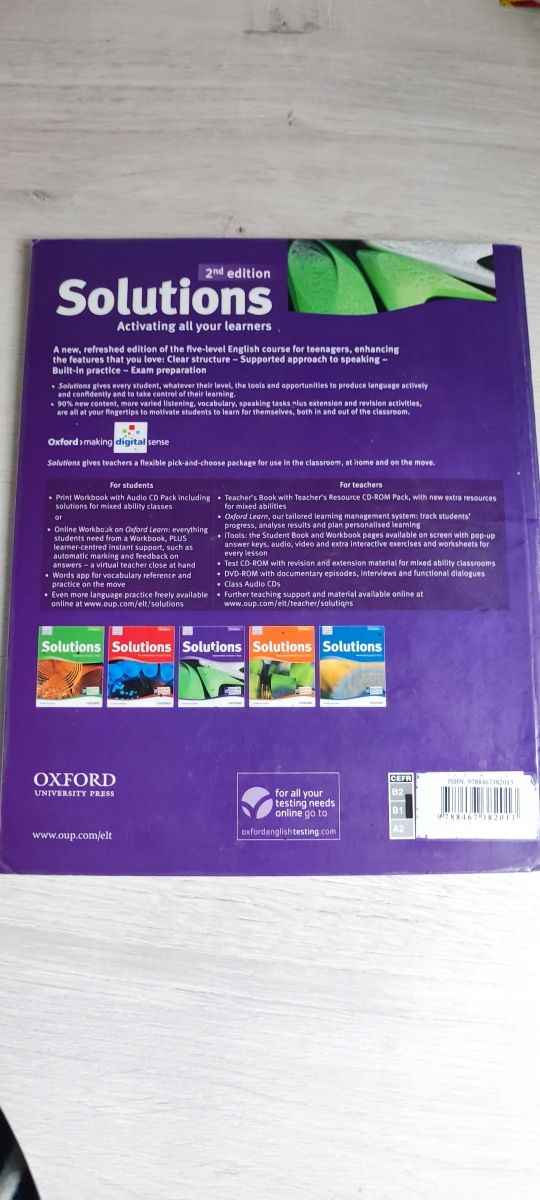 2nd edition
Solutions
Activating all your learners
A new, refreshed edition of the five-level English course for teenagers, enhancing
the features that you love: Clear structure – Supported approach to speaking –
Built-in practice – Exam preparation
• Solutions gives every student, whatever their level, the tools and opportunities to produce language actively
and confidently and to take control of their learning.
• 90% new content, more varied listening, vocabulary, speaking tasks plus extension and revision activities,
are all at your fingertips to motivate students to learn for themselves, both in and out of the classroom.
Oxford › making digital sense
Solutions gives teachers a flexible pick-and-choose package for use in the classroom, at home and on the move.
For students
• Print Workbook with Audio CD Pack including
solutions for mixed ability classes
or
• Online Workbook on Oxford Learn: everything
students need from a Workbook, PLUS
learner-centred instant support, such as
automatic marking and feedback on
answers – a virtual teacher close at hand
• Words app for vocabulary reference and
practice on the move
• Even more language practice freely available
online at www.oup.com/elt/solutions
For teachers
• Teacher's Book with Teacher's Resource CD-ROM Pack, with new extra resources
for mixed abilities
• Oxford Learn, our tailored learning management system: track students'
progress, analyse results and plan personalised learning
• iTools: the Student Book and Workbook pages available on screen with pop-up
answer keys, audio, video and extra interactive exercises and worksheets for
every lesson
• Test CD-ROM with revision and extension material for mixed ability classrooms
• DVD-ROM with documentary episodes, interviews and functional dialogues
• Class Audio CDs
• Further teaching support and material available online at
www.oup.com/elt/teacher/solutions
Solutions
Solutions
Solutions
Solutions
Solutions
OXFORD
UNIVERSITY PRESS
www.oup.com/elt
for all your
testing needs
online go to
oxfordenglishtesting.com
CEFR
B2
B1
A2
ISBN: 9788467382013
9 788467 382013